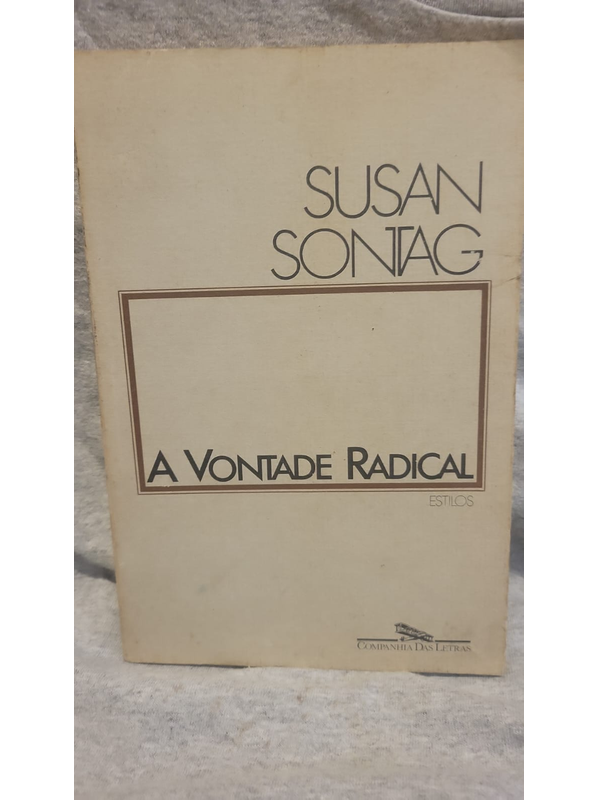 SUSAN
SONTAG
A VONTADE RADICAL
ESTILOS
COMPANHIA DAS LETRAS